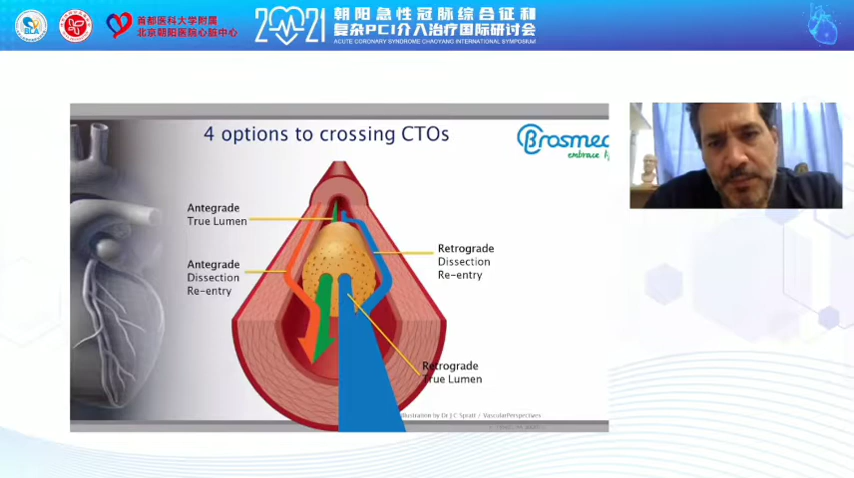 BLA
首都医科大学附属
北京朝阳医院心脏中心
2021
朝阳急性冠脉综合征和
复杂PCI介入治疗国际研讨会
ACUTE CORONARY SYNDROME CHAOYANG INTERNATIONAL SYMPOSIUM
4 options to crossing CTOs
Brosmed
embrace
Antegrade
True Lumen
Antegrade
Dissection
Re-entry
Retrograde
Dissection
Re-entry
Retrograde
True Lumen
Illustration by Dr J C Spratt / VascularPerspectives